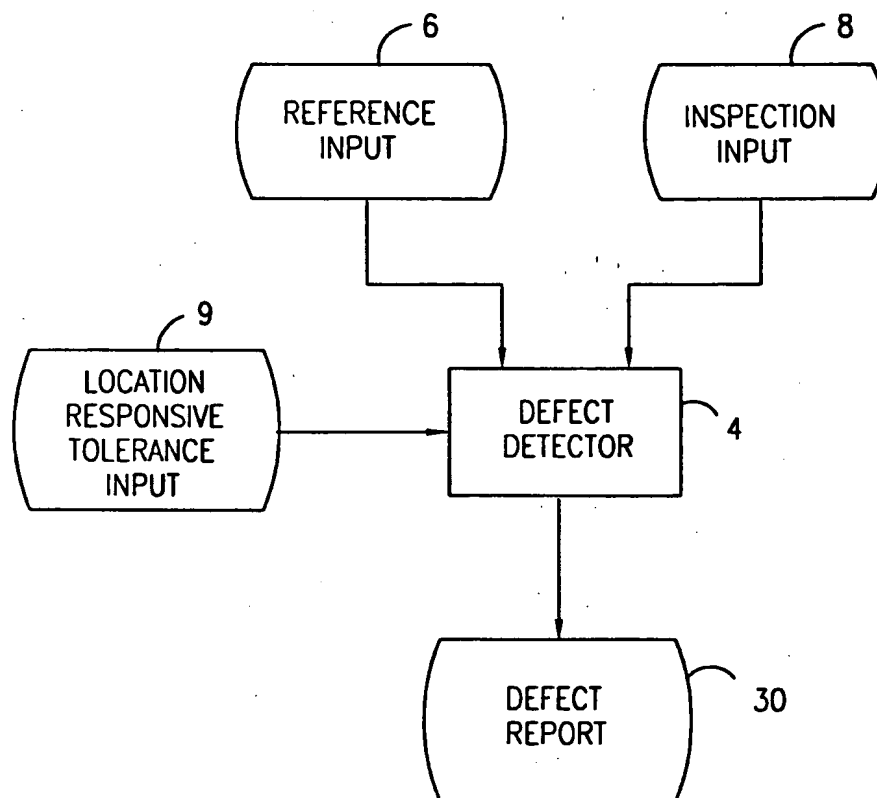 6
8
REFERENCE
INPUT
INSPECTION
INPUT
9
LOCATION
RESPONSIVE
TOLERANCE
INPUT
DEFECT
DETECTOR
4
DEFECT
REPORT
30